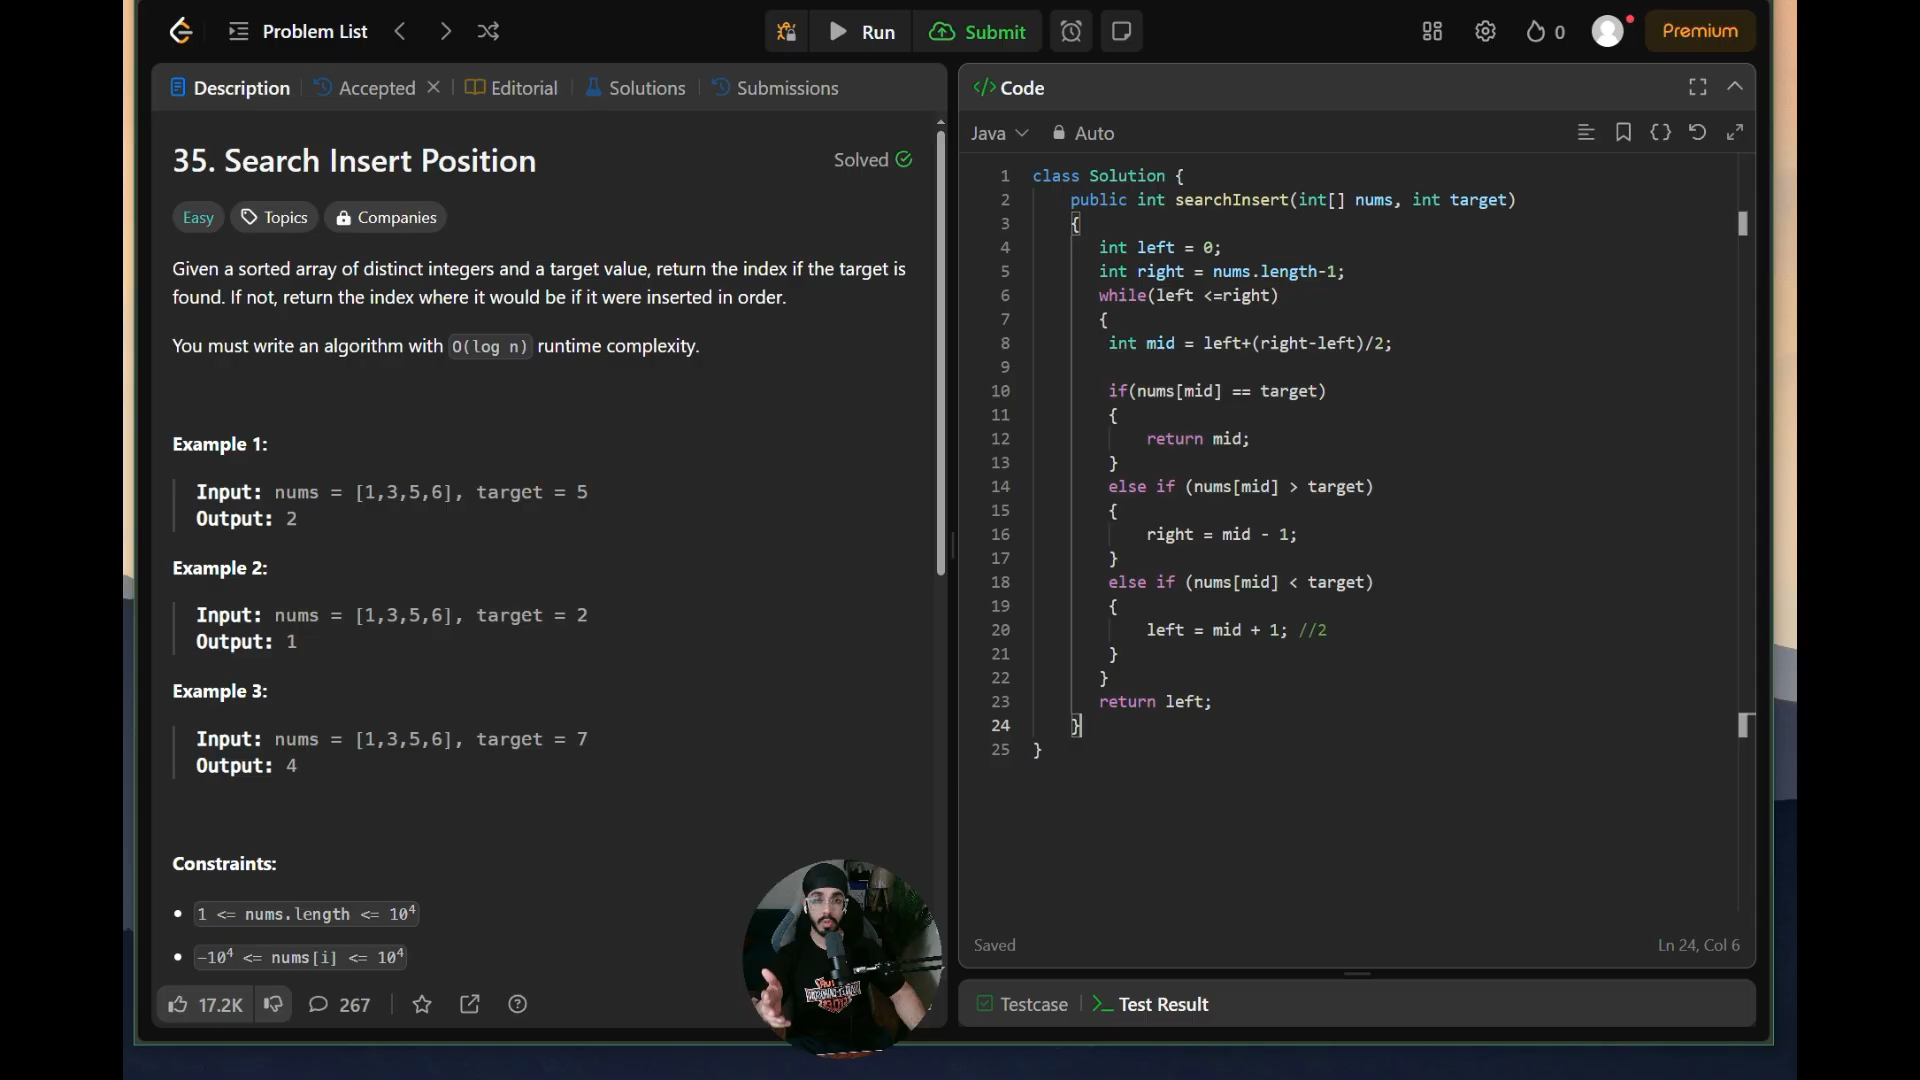 Problem List
Run
Submit
0
Premium
Description
Accepted
Editorial
Solutions
Submissions
35. Search Insert Position
Solved
Easy
Topics
Companies
Given a sorted array of distinct integers and a target value, return the index if the target is
found. If not, return the index where it would be if it were inserted in order.
You must write an algorithm with O(log n) runtime complexity.
Example 1:
Input: nums = [1,3,5,6], target = 5
Output: 2
Example 2:
Input: nums = [1,3,5,6], target = 2
Output: 1
Example 3:
Input: nums = [1,3,5,6], target = 7
Output: 4
Constraints:
• 1 <= nums.length <= 10⁴
• -10⁴ <= nums[i] <= 10⁴
17.2K
267
</> Code
Java
Auto
1 class Solution {
2 public int searchInsert(int[] nums, int target)
3 {
4 int left = 0;
5 int right = nums.length-1;
6 while(left <=right)
7 {
8 int mid = left+(right-left)/2;
9
10 if(nums[mid] == target)
11 {
12 return mid;
13 }
14 else if (nums[mid] > target)
15 {
16 right = mid - 1;
17 }
18 else if (nums[mid] < target)
19 {
20 left = mid + 1; //2
21 }
22 }
23 return left;
24 }
25 }
Saved
Ln 24, Col 6
Testcase
Test Result